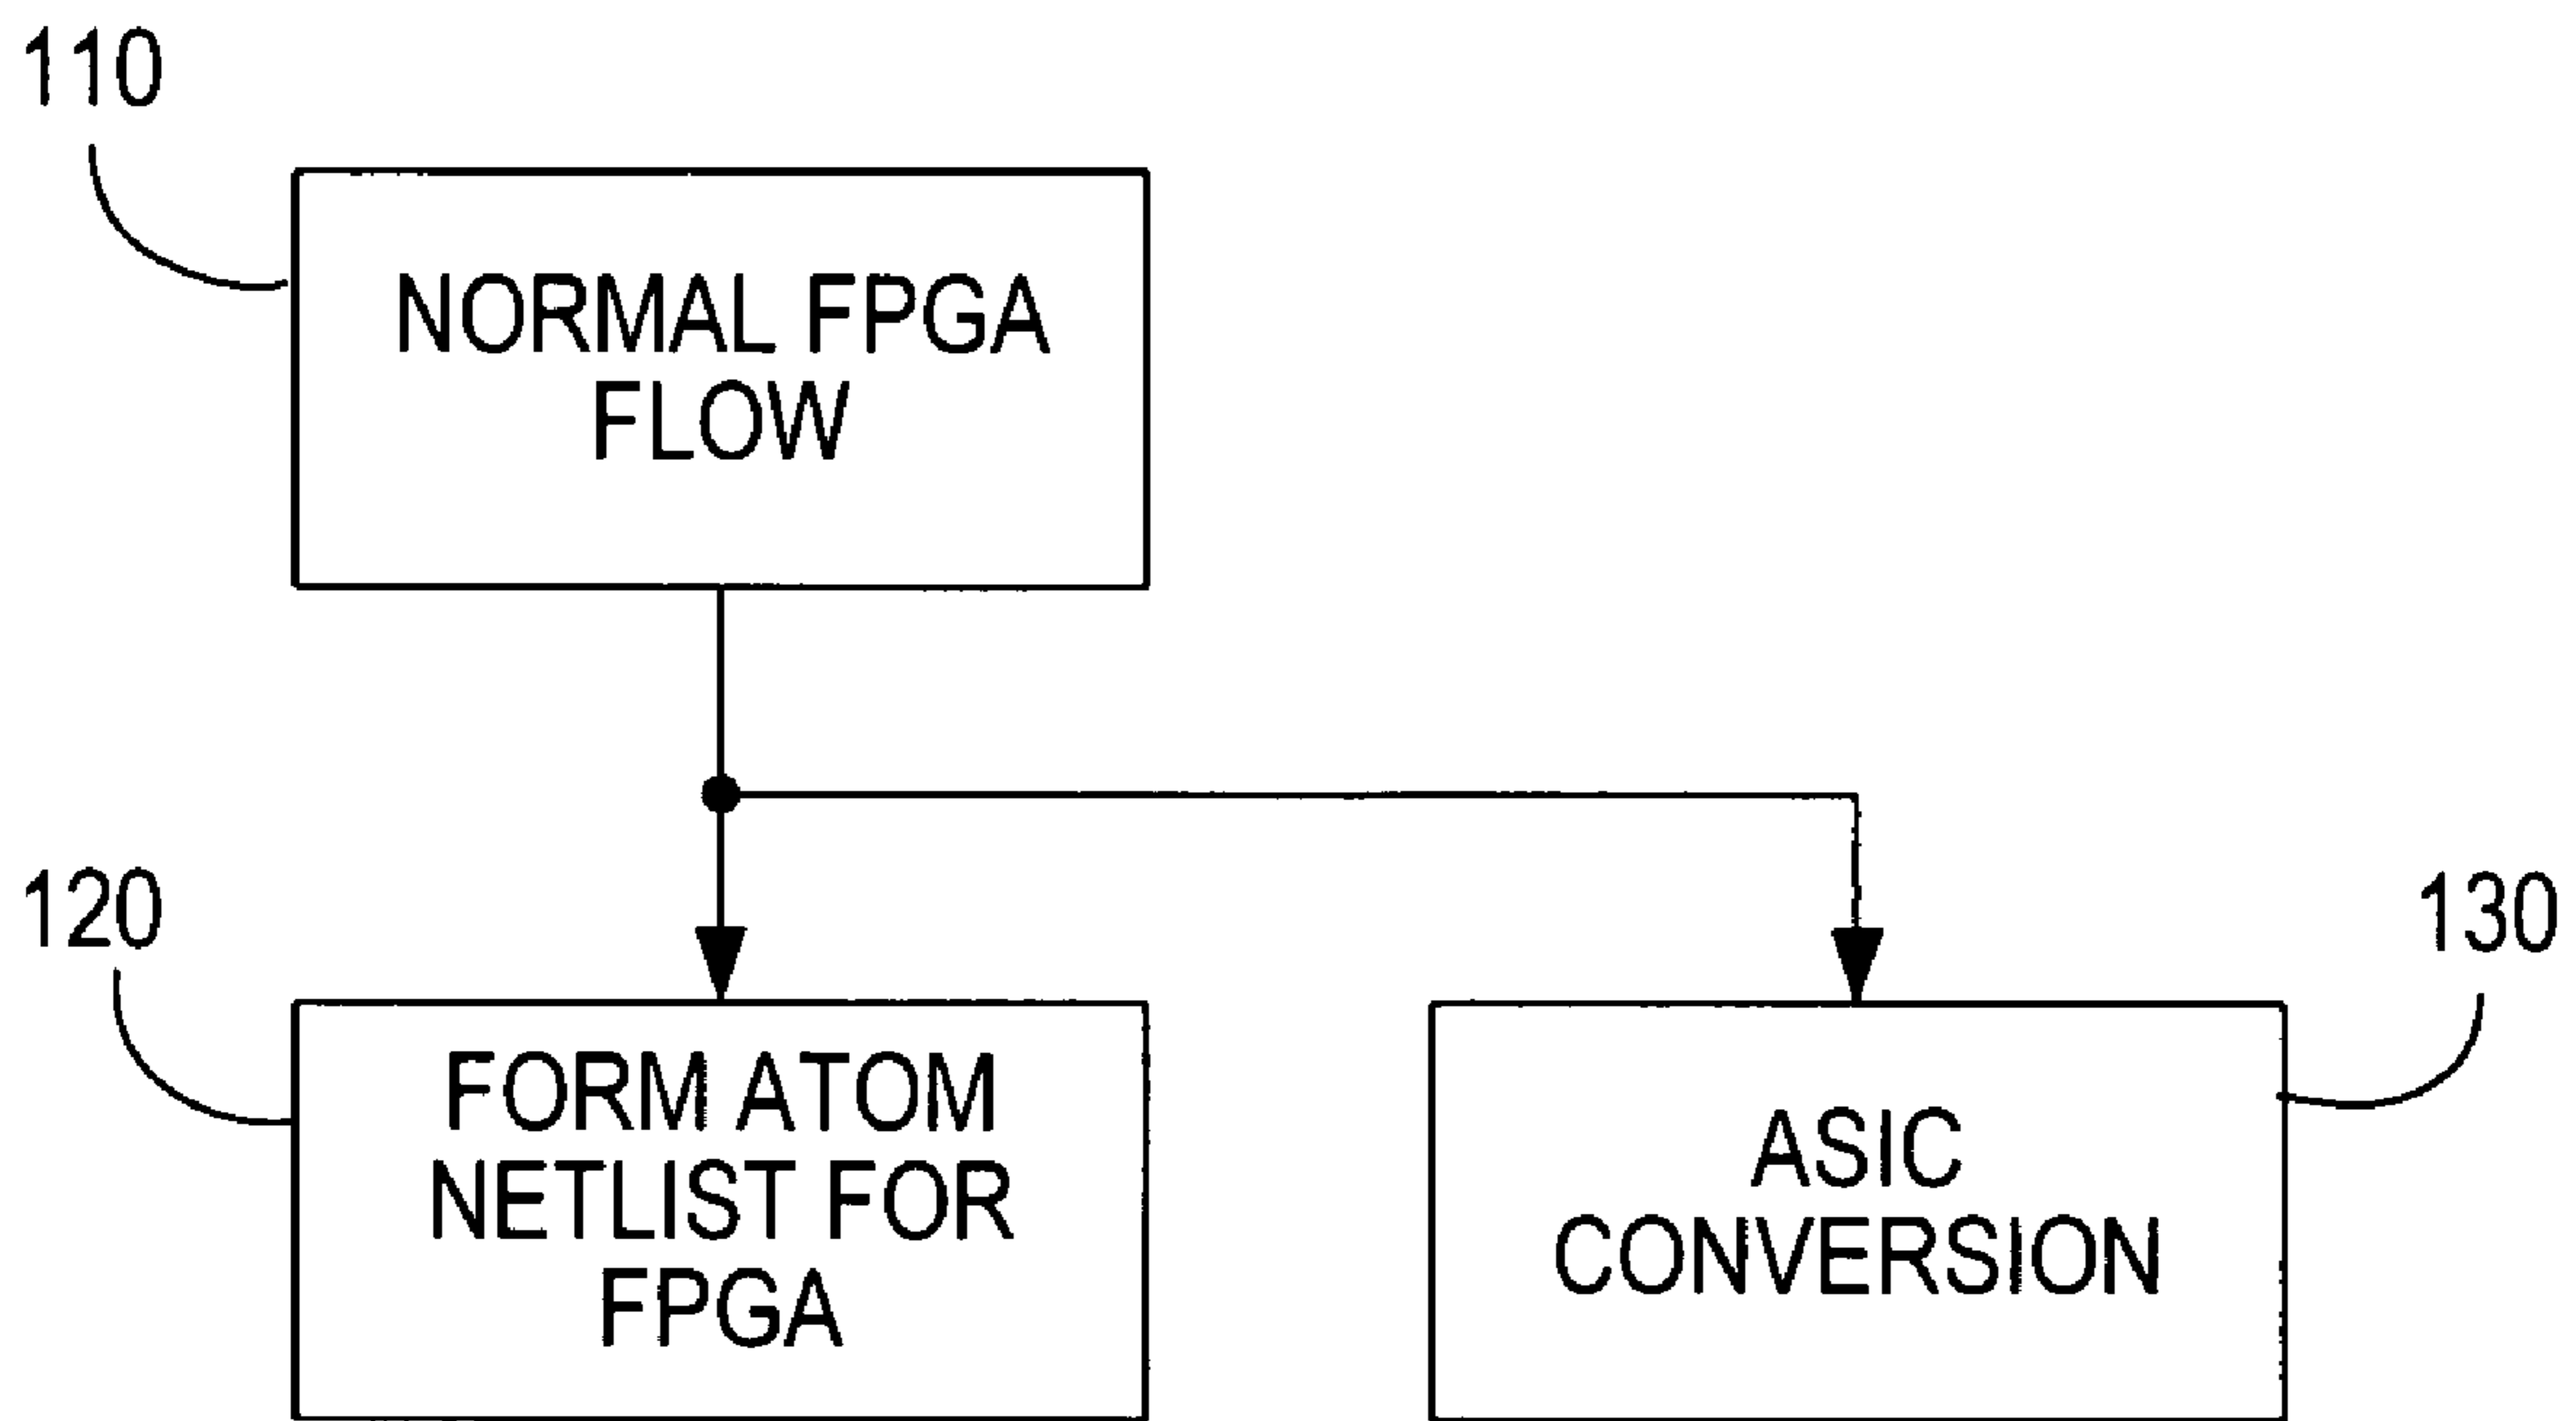 110
NORMAL FPGA
FLOW
120
130
FORM ATOM
NETLIST FOR
FPGA
ASIC
CONVERSION